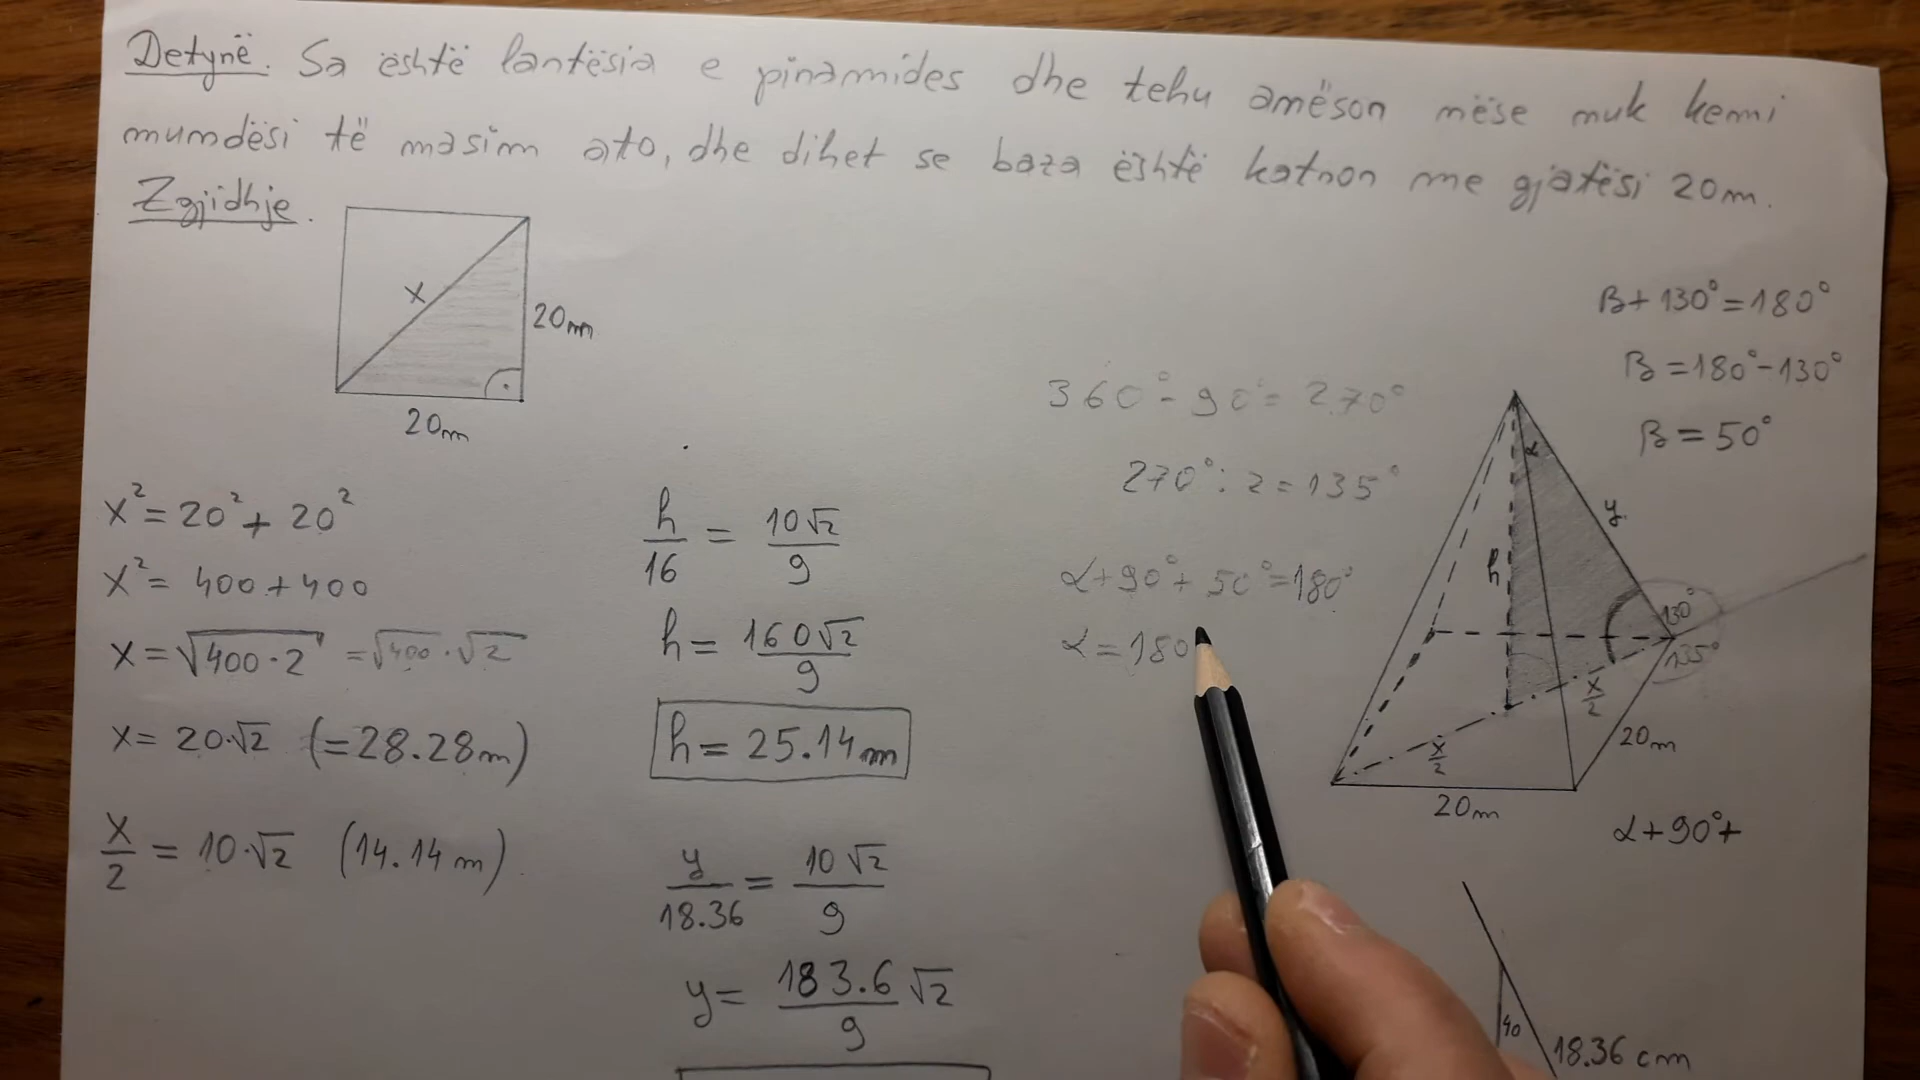 Detynë. Sa është lartësia e piramides dhe tehu anësor nëse nuk kemi
mundësi të masim ato, dhe dihet se baza është katror me gjatësi 20m.
Zgjidhje.
x
20m
20m
x² = 20² + 20²
x² = 400 + 400
x = √400·2 = √400 · √2
x = 20·√2 (= 28.28m)
x/2 = 10·√2 (14.14 m)
h/16 = 10√2/9
h = 160√2/9
h = 25.14m
y/18.36 = 10√2/9
y = 183.6√2/9
360° - 90° = 270°
270° : 2 = 135°
α + 90° + 50° = 180°
α = 180
β + 130° = 180°
β = 180° - 130°
β = 50°
α
y
h
130°
135°
x/2
x/2
20m
20m
α + 90° +
40
18.36 cm